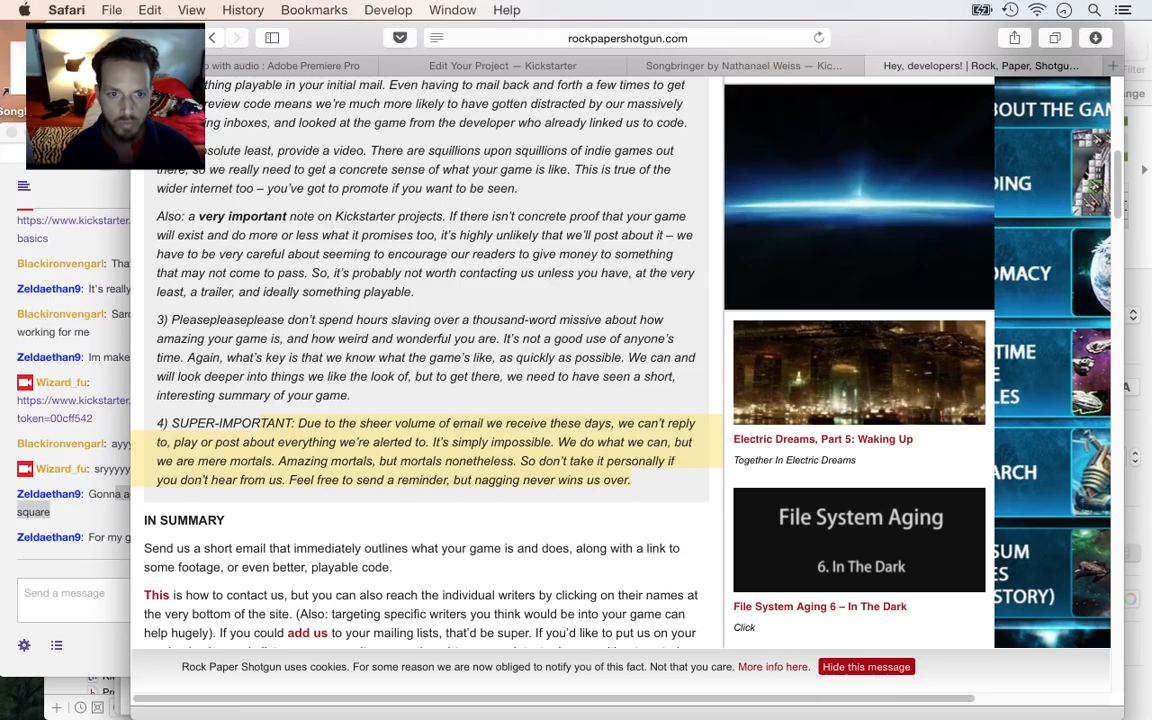 Safari File Edit View History Bookmarks Develop Window Help
rockpapershotgun.com
with audio : Adobe Premiere Pro
Edit Your Project — Kickstarter
Songbringer by Nathanael Weiss — Kic...
Hey, developers! | Rock, Paper, Shotgu...
thing playable in your initial mail. Even having to mail back and forth a few times to get
review code means we're much more likely to have gotten distracted by our massively
inboxes, and looked at the game from the developer who already linked us to code.
least, provide a video. There are squillions upon squillions of indie games out
there, so we really need to get a concrete sense of what your game is like. This is true of the
wider internet too – you've got to promote if you want to be seen.
Also: a very important note on Kickstarter projects. If there isn't concrete proof that your game
will exist and do more or less what it promises too, it's highly unlikely that we'll post about it – we
have to be very careful about seeming to encourage our readers to give money to something
that may not come to pass. So, it's probably not worth contacting us unless you have, at the very
least, a trailer, and ideally something playable.
3) Pleasepleaseplease don't spend hours slaving over a thousand-word missive about how
amazing your game is, and how weird and wonderful you are. It's not a good use of anyone's
time. Again, what's key is that we know what the game's like, as quickly as possible. We can and
will look deeper into things we like the look of, but to get there, we need to have seen a short,
interesting summary of your game.
4) SUPER-IMPORTANT: Due to the sheer volume of email we receive these days, we can't reply
to, play or post about everything we're alerted to. It's simply impossible. We do what we can, but
we are mere mortals. Amazing mortals, but mortals nonetheless. So don't take it personally if
you don't hear from us. Feel free to send a reminder, but nagging never wins us over.
IN SUMMARY
Send us a short email that immediately outlines what your game is and does, along with a link to
some footage, or even better, playable code.
This is how to contact us, but you can also reach the individual writers by clicking on their names at
the very bottom of the site. (Also: targeting specific writers you think would be into your game can
help hugely). If you could add us to your mailing lists, that'd be super. If you'd like to put us on your
Rock Paper Shotgun uses cookies. For some reason we are now obliged to notify you of this fact. Not that you care. More info here. Hide this message
https://www.kickstarter.
basics
Blackironvengarl: Tha
Zeldaethan9: It's really
Blackironvengarl: Sard
working for me
Zeldaethan9: Im make
Wizard_fu:
https://www.kickstarter.
token=00cff542
Wizard_fu: sryyyyy
Zeldaethan9: Gonna a
square
Zeldaethan9: For my g
Send a message
Electric Dreams, Part 5: Waking Up
Together In Electric Dreams
File System Aging
6. In The Dark
File System Aging 6 – In The Dark
Click
BOUT THE GAM
DING
OMACY
TIME
LES
ARCH
SUM
ES
STORY)